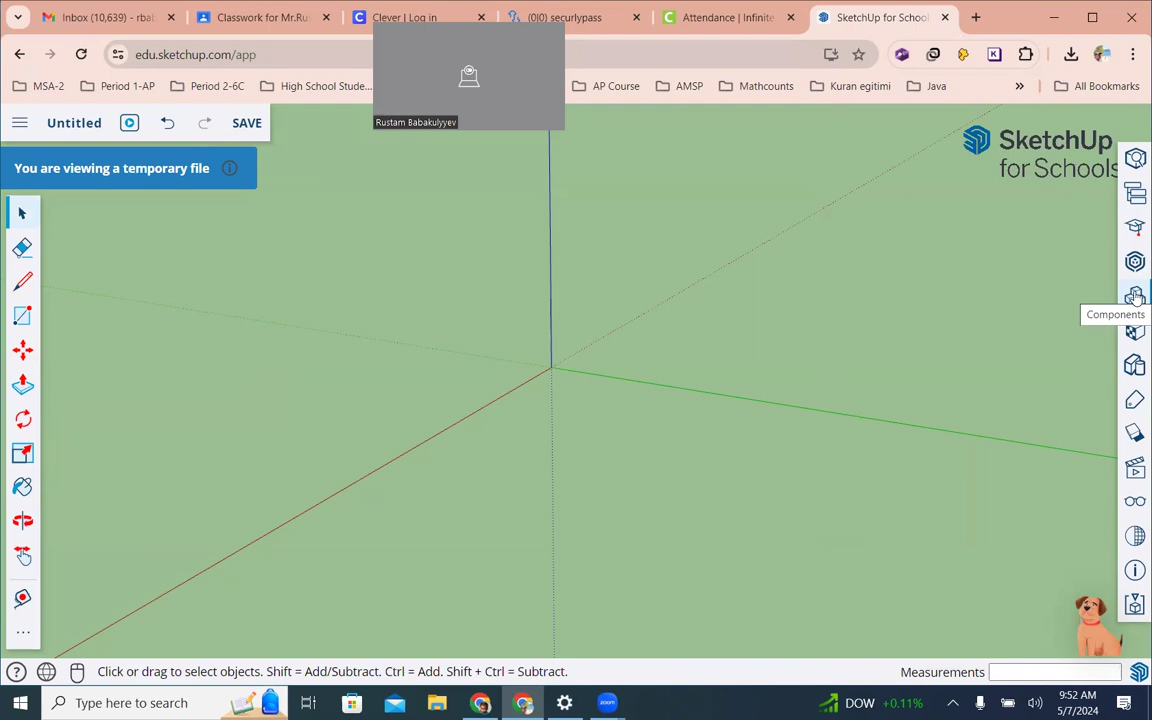 Inbox (10,639) - rba
Classwork for Mr.Ru
Clever | Log in
(0|0) securlypass
Attendance | Infinite
SketchUp for School
edu.sketchup.com/app
MSA-2
Period 1-AP
Period 2-6C
High School Stude...
AP Course
AMSP
Mathcounts
Kuran egitimi
Java
»
All Bookmarks
Rustam Babakulyyev
Untitled
SAVE
You are viewing a temporary file
SketchUp
for Schools
Components
Click or drag to select objects. Shift = Add/Subtract. Ctrl = Add. Shift + Ctrl = Subtract.
Measurements
Type here to search
zoom
DOW +0.11%
9:52 AM
5/7/2024